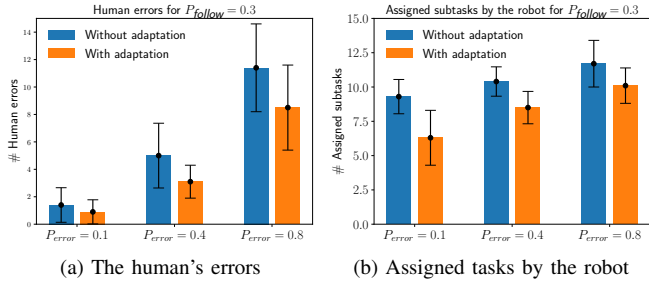 Human errors for P_follow = 0.3
Without adaptation
With adaptation
# Human errors
14
12
10
8
6
4
2
0
P_error = 0.1
P_error = 0.4
P_error = 0.8
(a) The human's errors
Assigned subtasks by the robot for P_follow = 0.3
Without adaptation
With adaptation
# Assigned subtasks
15.0
12.5
10.0
7.5
5.0
2.5
0.0
P_error = 0.1
P_error = 0.4
P_error = 0.8
(b) Assigned tasks by the robot